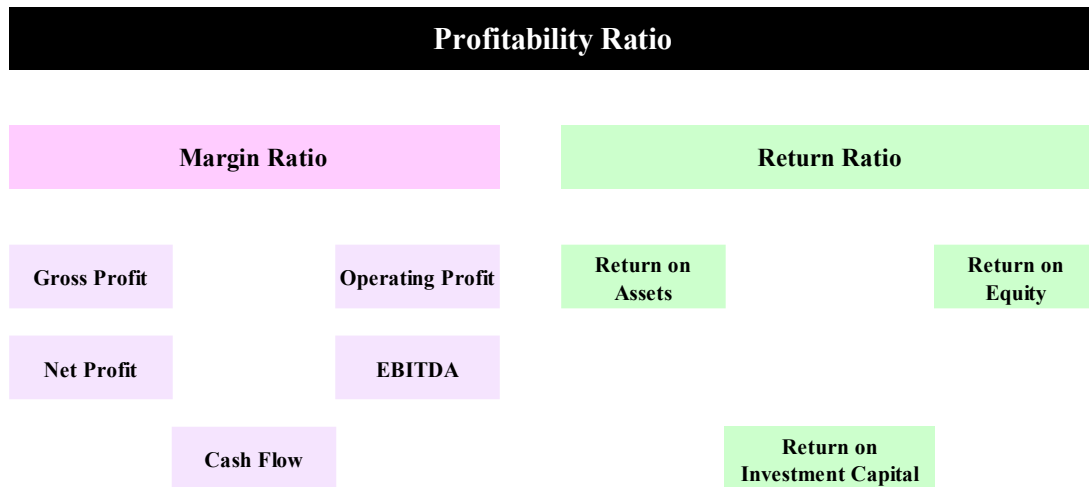 Profitability Ratio
Margin Ratio
Return Ratio
Gross Profit
Operating Profit
Return on
Assets
Return on
Equity
Net Profit
EBITDA
Cash Flow
Return on
Investment Capital